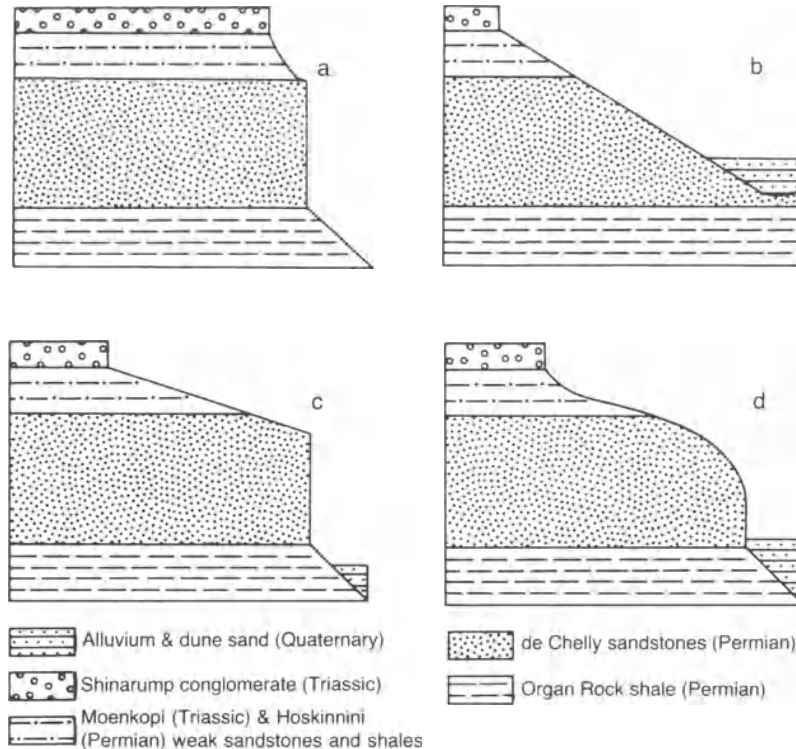 a
b
c
d
Alluvium & dune sand (Quaternary)
Shinarump conglomerate (Triassic)
Moenkopi (Triassic) & Hoskinnini
(Permian) weak sandstones and shales
de Chelly sandstones (Permian)
Organ Rock shale (Permian)